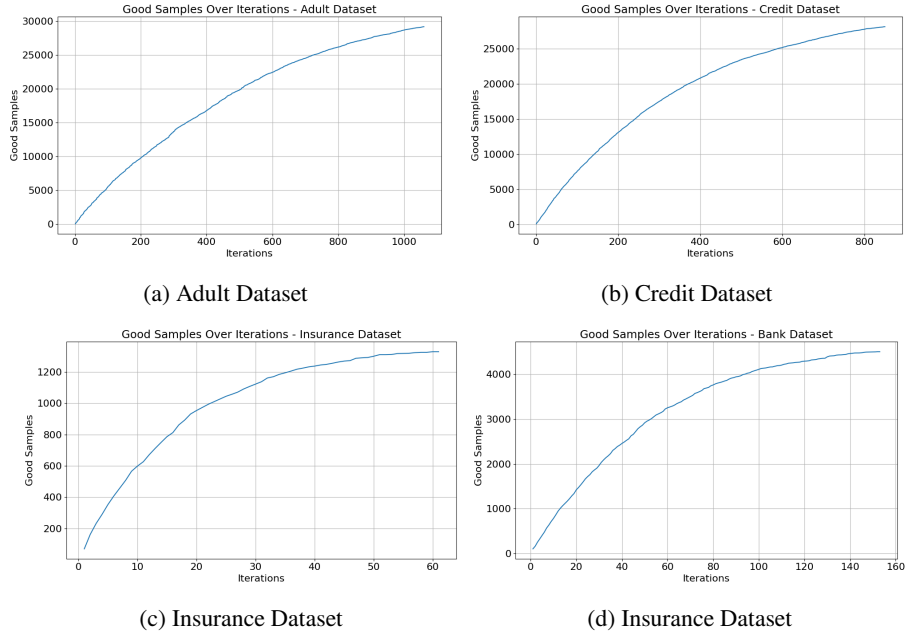 Good Samples Over Iterations - Adult Dataset
30000
25000
20000
15000
10000
5000
0
Good Samples
0 200 400 600 800 1000
Iterations
(a) Adult Dataset
Good Samples Over Iterations - Credit Dataset
25000
20000
15000
10000
5000
0
Good Samples
0 200 400 600 800
Iterations
(b) Credit Dataset
Good Samples Over Iterations - Insurance Dataset
1200
1000
800
600
400
200
Good Samples
0 10 20 30 40 50 60
Iterations
(c) Insurance Dataset
Good Samples Over Iterations - Bank Dataset
4000
3000
2000
1000
0
Good Samples
0 20 40 60 80 100 120 140 160
Iterations
(d) Insurance Dataset